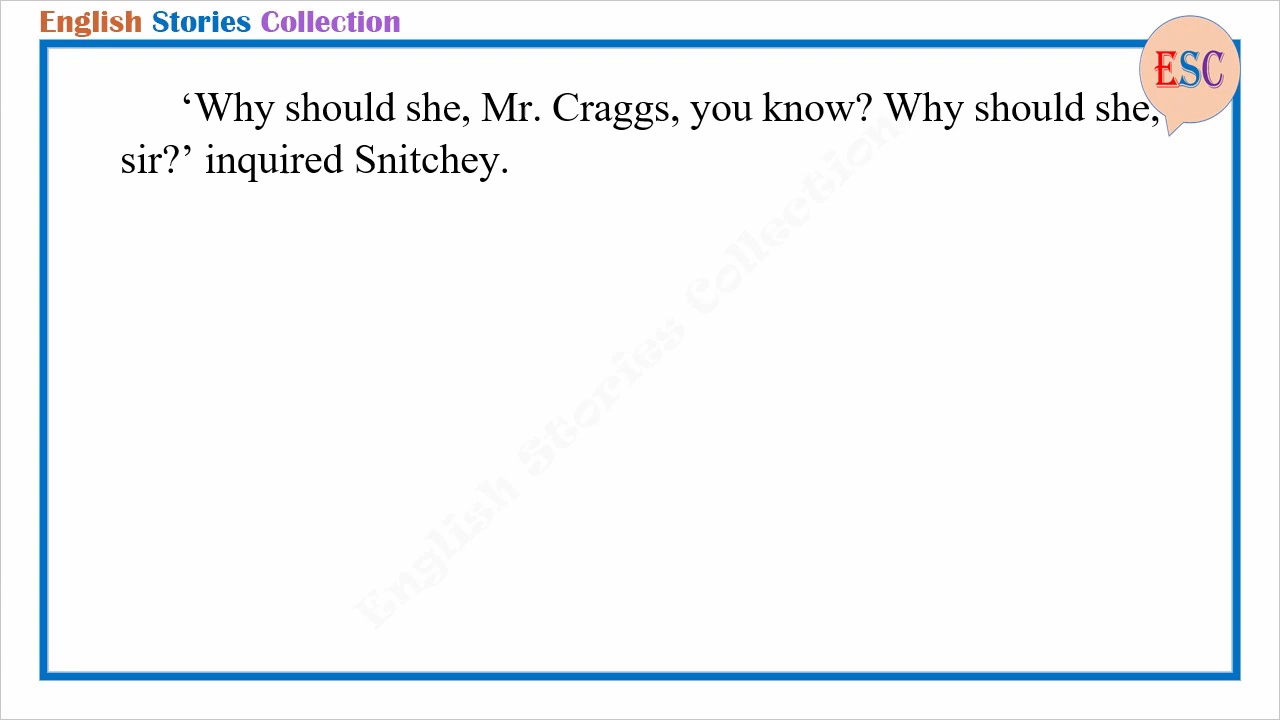 English Stories Collection
ESC
‘Why should she, Mr. Craggs, you know? Why should she,
sir?’ inquired Snitchey.
English Stories Collection